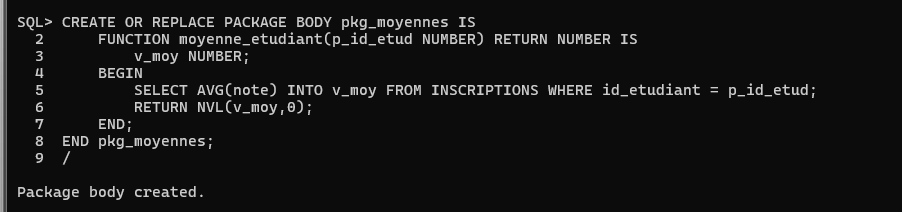 SQL> CREATE OR REPLACE PACKAGE BODY pkg_moyennes IS
  2      FUNCTION moyenne_etudiant(p_id_etud NUMBER) RETURN NUMBER IS
  3          v_moy NUMBER;
  4      BEGIN
  5          SELECT AVG(note) INTO v_moy FROM INSCRIPTIONS WHERE id_etudiant = p_id_etud;
  6          RETURN NVL(v_moy,0);
  7      END;
  8  END pkg_moyennes;
  9  /
Package body created.